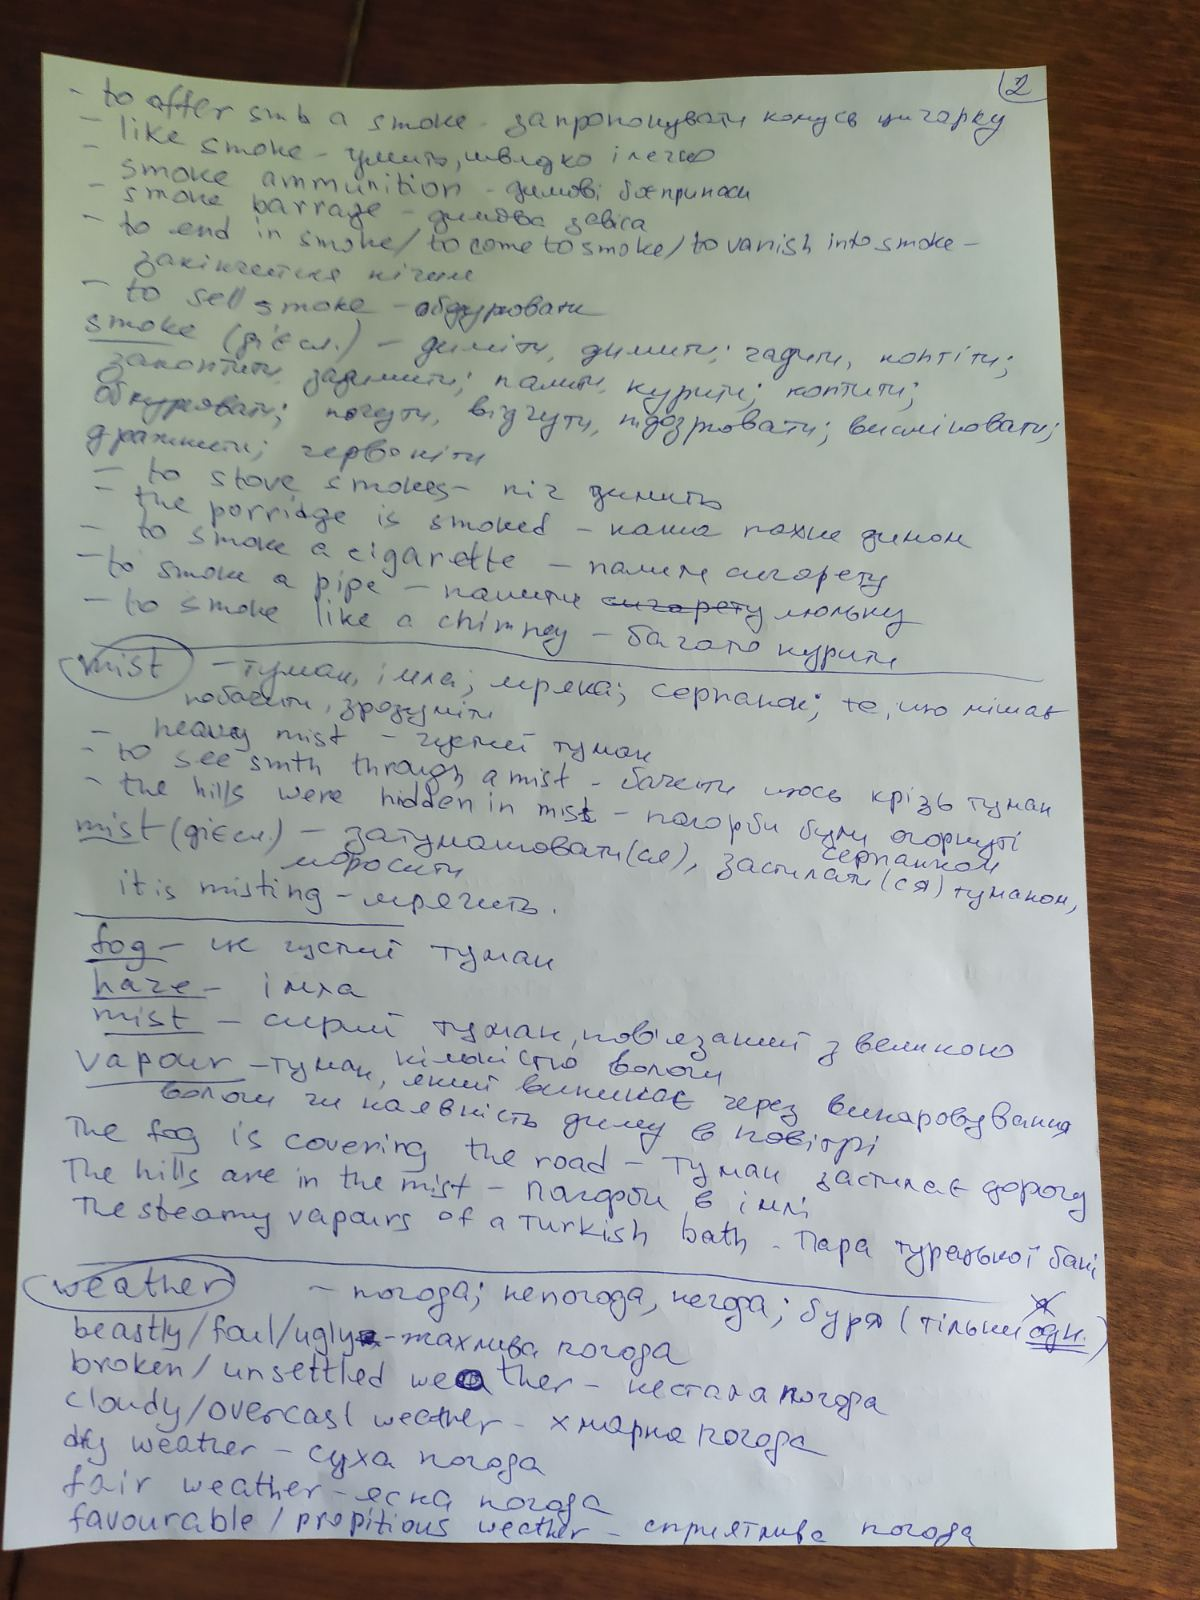 2
- to offer smb a smoke - запропонувати комусь цигарку
- like smoke - умить, швидко і легко
- smoke ammunition - димові боєприпаси
- smoke barrage - димова завіса
- to end in smoke/to come to smoke/to vanish into smoke -
закінчитися нічим
- to sell smoke - обдурювати
smoke (дієсл.) - диміти, димити; чадити, коптіти;
закоптити, задимити; палити, курити; коптити;
обкурювати; почути, відчути, підозрювати; висміювати;
дражнити; червоніти
- to stove smokes - піч димить
- the porridge is smoked - каша пахне димом
- to smoke a cigarette - палити сигарету
- to smoke a pipe - палити сигарету люльку
- to smoke like a chimney - багато курити
mist - туман, імла; мряка; серпанок; те, що мішає
побачити, зрозуміти
- heavy mist - густий туман
- to see smth through a mist - бачити щось крізь туман
- the hills were hidden in mist - пагорби були огорнуті
серпанком
mist (дієсл.) - затуманювати(ся), застилати(ся) туманом,
моросити
it is misting - мрячить.
fog - густий туман
haze - імла
mist - сирий туман, пов'язаний з великою
кількістю вологи
vapour - туман, який виникає через випаровування
вологи чи наявність диму в повітрі
The fog is covering the road - туман застилає дорогу
The hills are in the mist - Пагорби в імлі
The steamy vapours of a Turkish bath - Пара турецької бані
weather - погода; непогода, негода; буря (тільки одн.)
beastly/foul/ugly - жахлива погода
broken/unsettled weather - нестала погода
cloudy/overcast weather - хмарна погода
dry weather - суха погода
fair weather - ясна погода
favourable/propitious weather - сприятлива погода